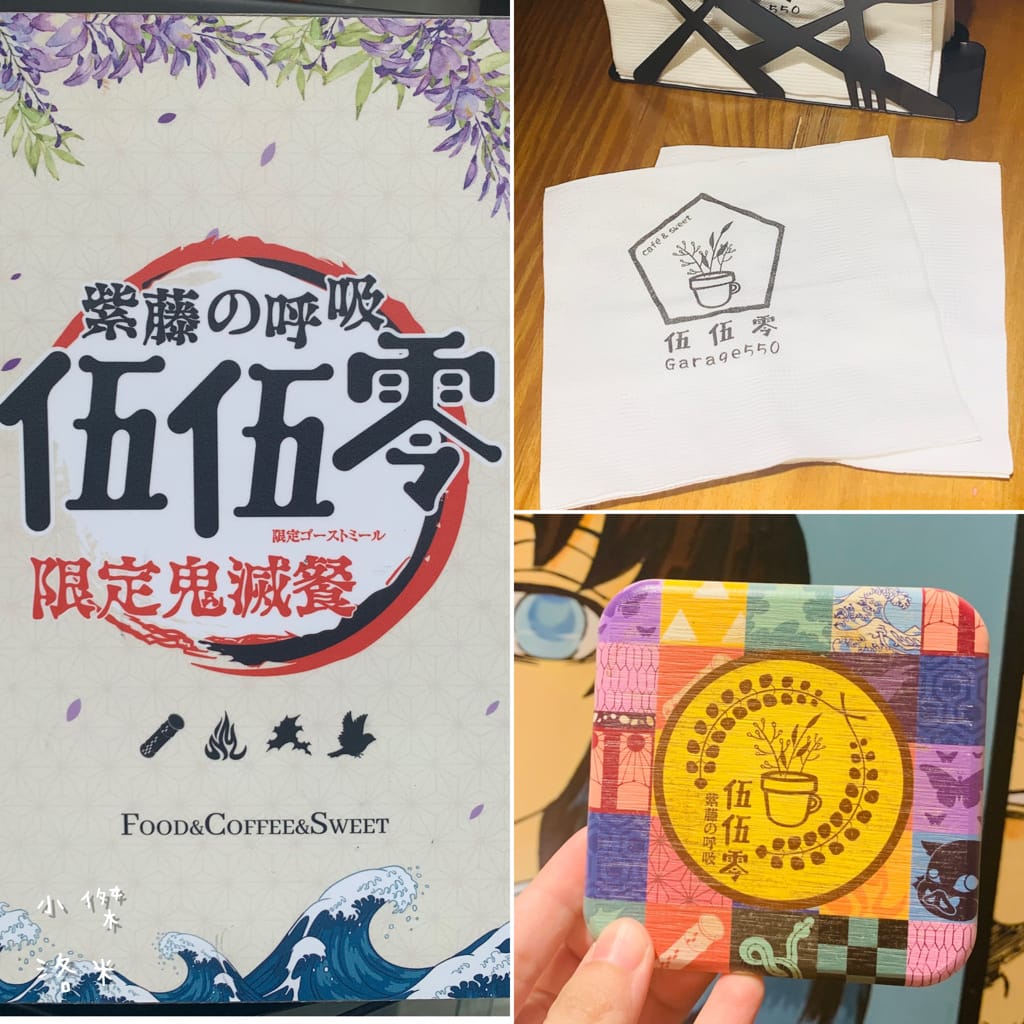 紫藤の呼吸
伍伍零
限定ゴーストミール
限定鬼滅餐
FOOD&COFFEE&SWEET
小傑
洛米
550
cafe & sweet
伍伍零
Garage550
伍伍零
紫藤の呼吸